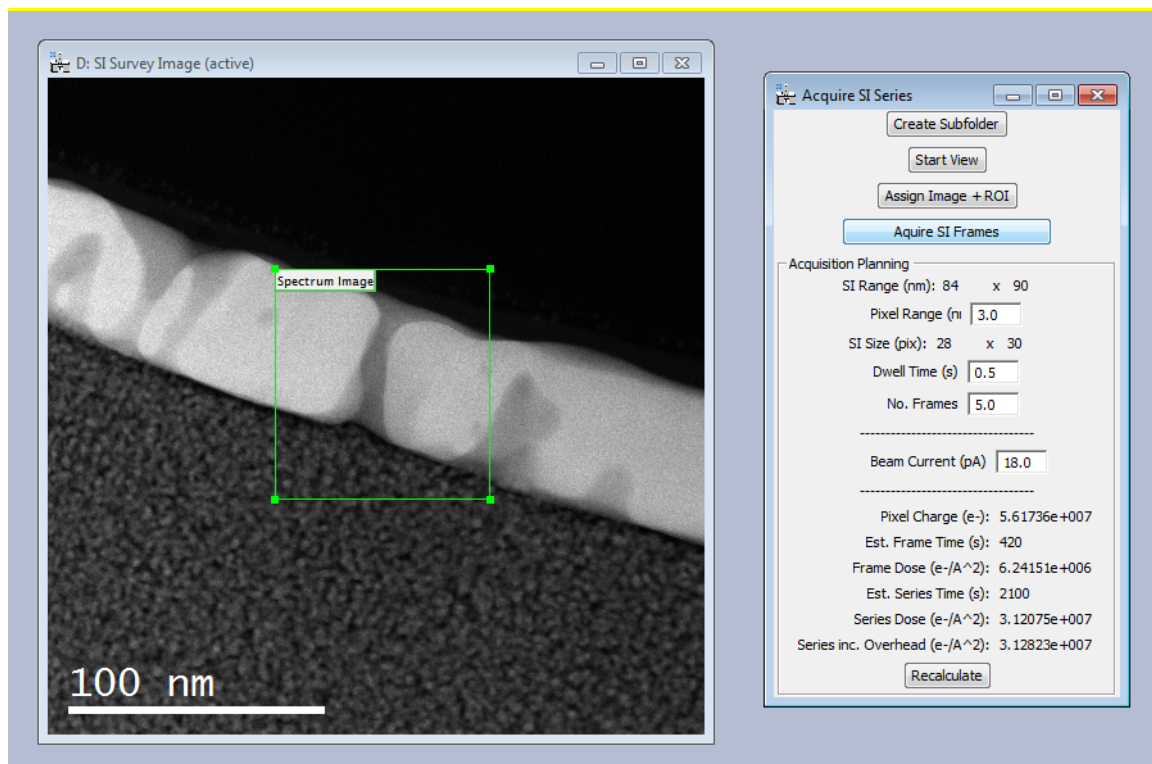 D: SI Survey Image (active)
Spectrum Image
100 nm
Acquire SI Series
Create Subfolder
Start View
Assign Image + ROI
Aquire SI Frames
Acquisition Planning
SI Range (nm): 84 x 90
Pixel Range (n 3.0
SI Size (pix): 28 x 30
Dwell Time (s) 0.5
No. Frames 5.0
----------------------------------
Beam Current (pA) 18.0
----------------------------------
Pixel Charge (e-): 5.61736e+007
Est. Frame Time (s): 420
Frame Dose (e-/A^2): 6.24151e+006
Est. Series Time (s): 2100
Series Dose (e-/A^2): 3.12075e+007
Series inc. Overhead (e-/A^2): 3.12823e+007
Recalculate